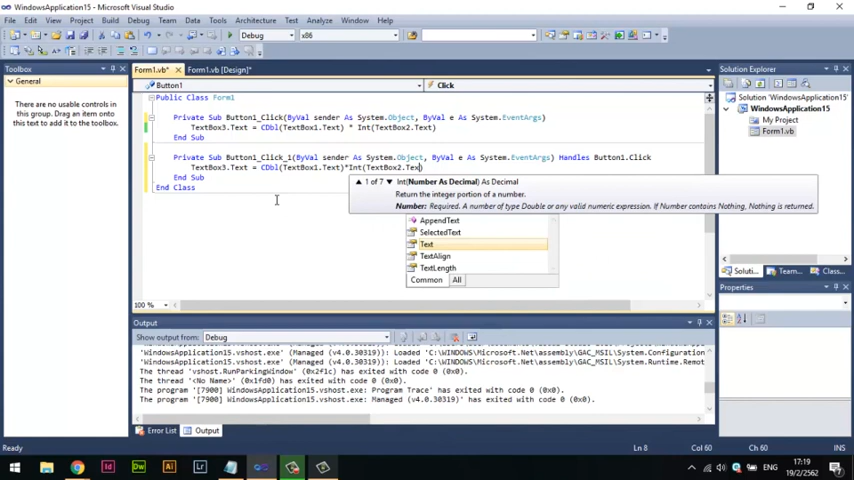 WindowsApplication15 - Microsoft Visual Studio
File Edit View Project Build Debug Team Data Tools Architecture Test Analyze Window Help
Debug x86
Toolbox
General
There are no usable controls in this group. Drag an item onto this text to add it to the toolbox.
Form1.vb* Form1.vb [Design]*
Button1 Click
Public Class Form1
Private Sub Button1_Click(ByVal sender As System.Object, ByVal e As System.EventArgs)
TextBox3.Text = CDbl(TextBox1.Text) * Int(TextBox2.Text)
End Sub
Private Sub Button1_Click_1(ByVal sender As System.Object, ByVal e As System.EventArgs) Handles Button1.Click
TextBox3.Text = CDbl(TextBox1.Text)*Int(TextBox2.Tex)
End Sub
End Class
1 of 7 Int(Number As Decimal) As Decimal
Return the integer portion of a number.
Number: Required. A number of type Double or any valid numeric expression. If Number contains Nothing, Nothing is returned.
AppendText
SelectedText
Text
TextAlign
TextLength
Common All
100 %
Output
Show output from: Debug
'WindowsApplication15.vshost.exe' (Managed (v4.0.30319)): Loaded 'C:\WINDOWS\Microsoft.Net\assembly\GAC_MSIL\System.Configuration
'WindowsApplication15.vshost.exe' (Managed (v4.0.30319)): Loaded 'C:\WINDOWS\Microsoft.Net\assembly\GAC_MSIL\System.Runtime.Remot
The thread 'vshost.RunParkingWindow' (0x2f1c) has exited with code 0 (0x0).
The thread '<No Name>' (0x1fd0) has exited with code 0 (0x0).
The program '[7900] WindowsApplication15.vshost.exe: Program Trace' has exited with code 0 (0x0).
The program '[7900] WindowsApplication15.vshost.exe: Managed (v4.0.30319)' has exited with code 0 (0x0).
Error List Output
Solution Explorer
Solution 'WindowsApplication15'
WindowsApplication15
My Project
Form1.vb
Soluti... Team... Class...
Properties
Ready Ln 8 Col 60 Ch 60 INS
Id Dw Ai Lr
ENG 17:19
19/2/2562